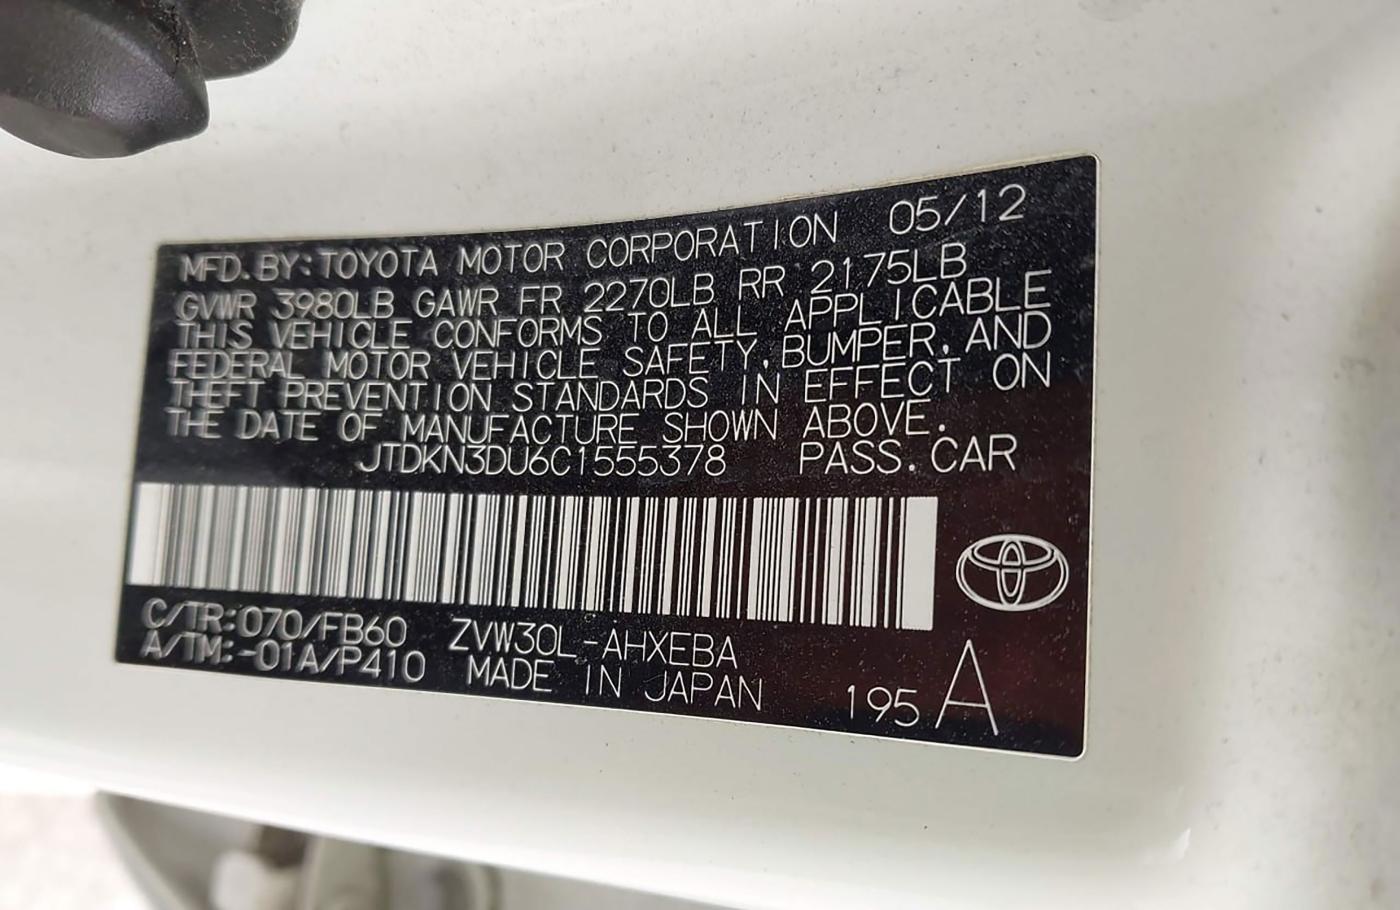 MFD. BY: TOYOTA MOTOR CORPORATION 05/12
GVWR 3980LB GAWR FR 2270LB RR 2175LB
THIS VEHICLE CONFORMS TO ALL APPLICABLE
FEDERAL MOTOR VEHICLE SAFETY, BUMPER, AND
THEFT PREVENTION STANDARDS IN EFFECT ON
THE DATE OF MANUFACTURE SHOWN ABOVE.
JTDKN3DU6C1555378 PASS. CAR
C/TR: 070/FB60 ZVW30L-AHXEBA
A/TM: -01A/P410 MADE IN JAPAN 195 A